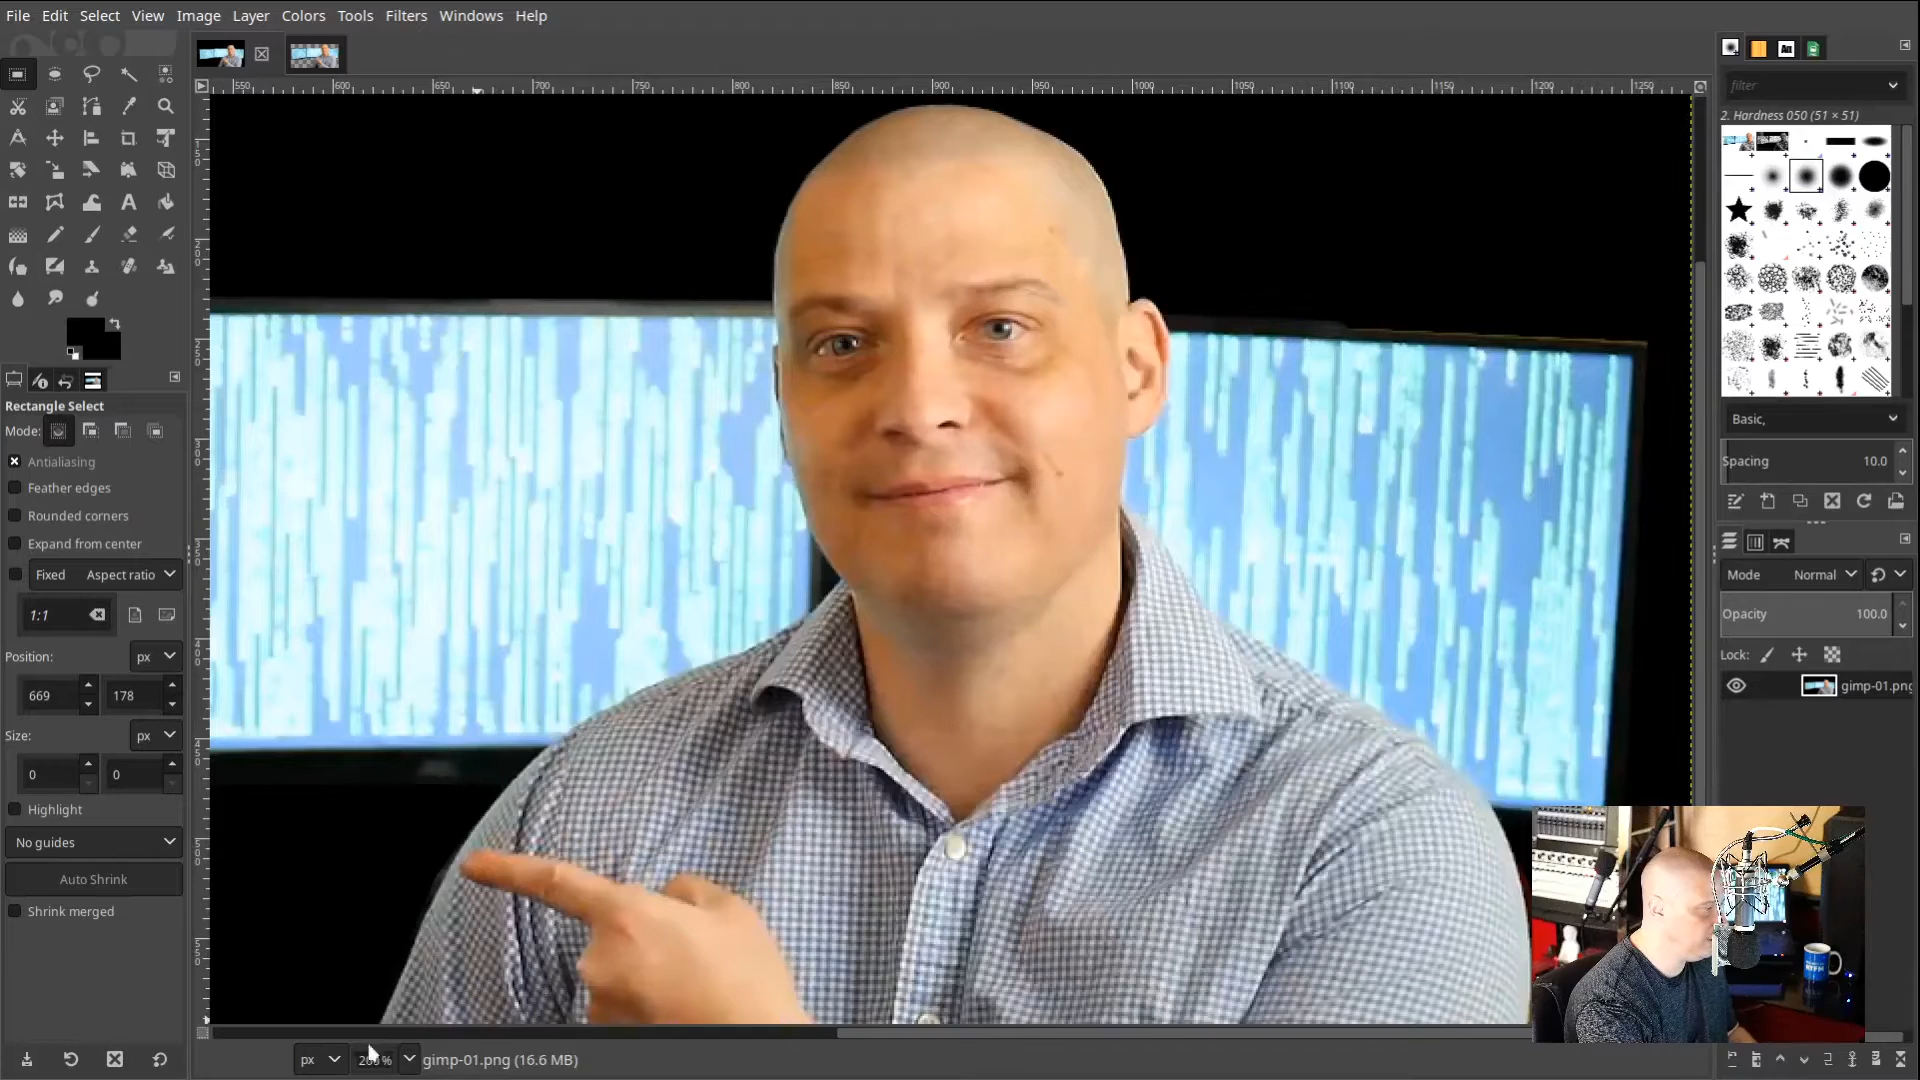 File Edit Select View Image Layer Colors Tools Filters Windows Help
550 600 650 700 750 800 850 900 950 1000 1050 1100 1150 1200 1250
filter
2. Hardness 050 (51 × 51)
Basic,
Spacing 10.0
Mode Normal
Opacity 100.0
Lock:
gimp-01.png
Rectangle Select
Mode:
Antialiasing
Feather edges
Rounded corners
Expand from center
Fixed Aspect ratio
1:1
Position: px
669 178
Size: px
0 0
Highlight
No guides
Auto Shrink
Shrink merged
px gimp-01.png (16.6 MB)